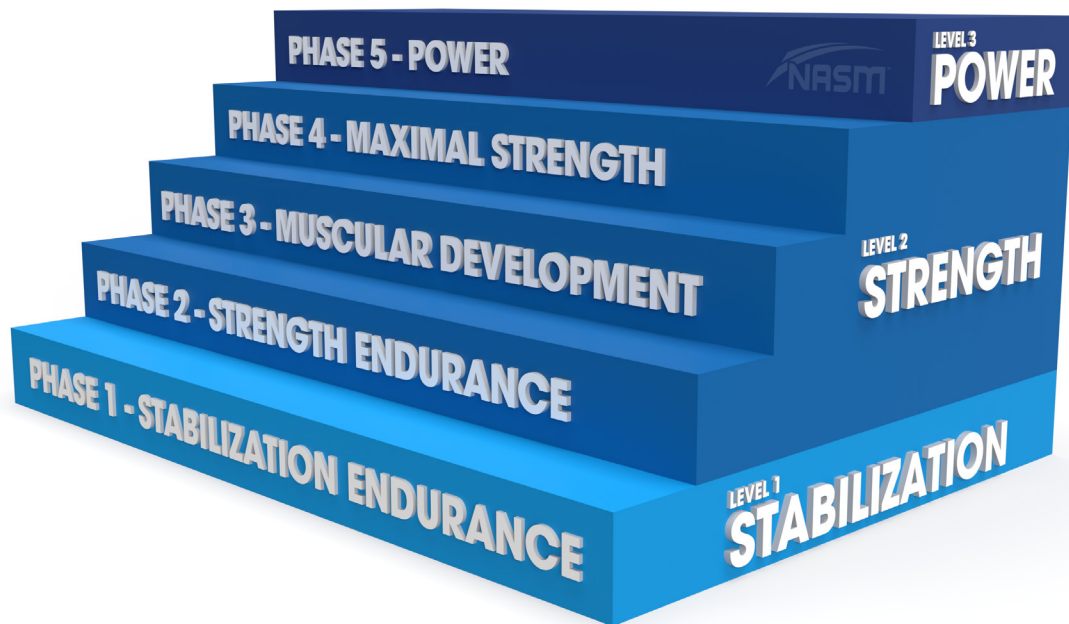 PHASE 5 - POWER
NASM
LEVEL 3
POWER
PHASE 4 - MAXIMAL STRENGTH
PHASE 3 - MUSCULAR DEVELOPMENT
LEVEL 2
STRENGTH
PHASE 2 - STRENGTH ENDURANCE
PHASE 1 - STABILIZATION ENDURANCE
LEVEL 1
STABILIZATION